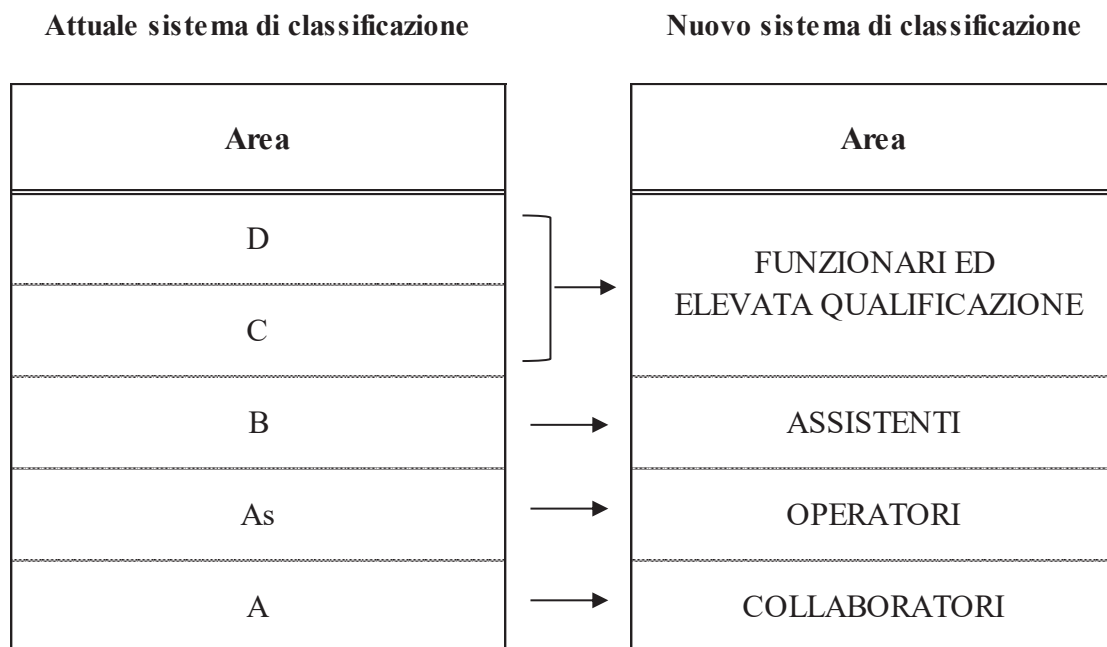 Attuale sistema di classificazione
Nuovo sistema di classificazione
Area
Area
D
C
FUNZIONARI ED
ELEVATA QUALIFICAZIONE
B
ASSISTENTI
As
OPERATORI
A
COLLABORATORI